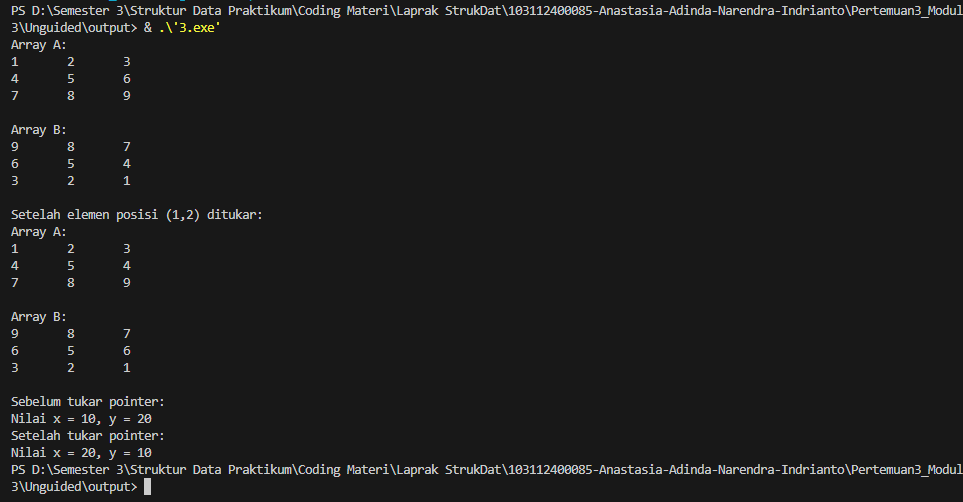 PS D:\Semester 3\Struktur Data Praktikum\Coding Materi\Laprak StrukDat\103112400085-Anastasia-Adinda-Narendra-Indrianto\Pertemuan3_Modul
3\Unguided\output> & .\'3.exe'
Array A:
1 2 3
4 5 6
7 8 9
Array B:
9 8 7
6 5 4
3 2 1
Setelah elemen posisi (1,2) ditukar:
Array A:
1 2 3
4 5 4
7 8 9
Array B:
9 8 7
6 5 6
3 2 1
Sebelum tukar pointer:
Nilai x = 10, y = 20
Setelah tukar pointer:
Nilai x = 20, y = 10
PS D:\Semester 3\Struktur Data Praktikum\Coding Materi\Laprak StrukDat\103112400085-Anastasia-Adinda-Narendra-Indrianto\Pertemuan3_Modul
3\Unguided\output>